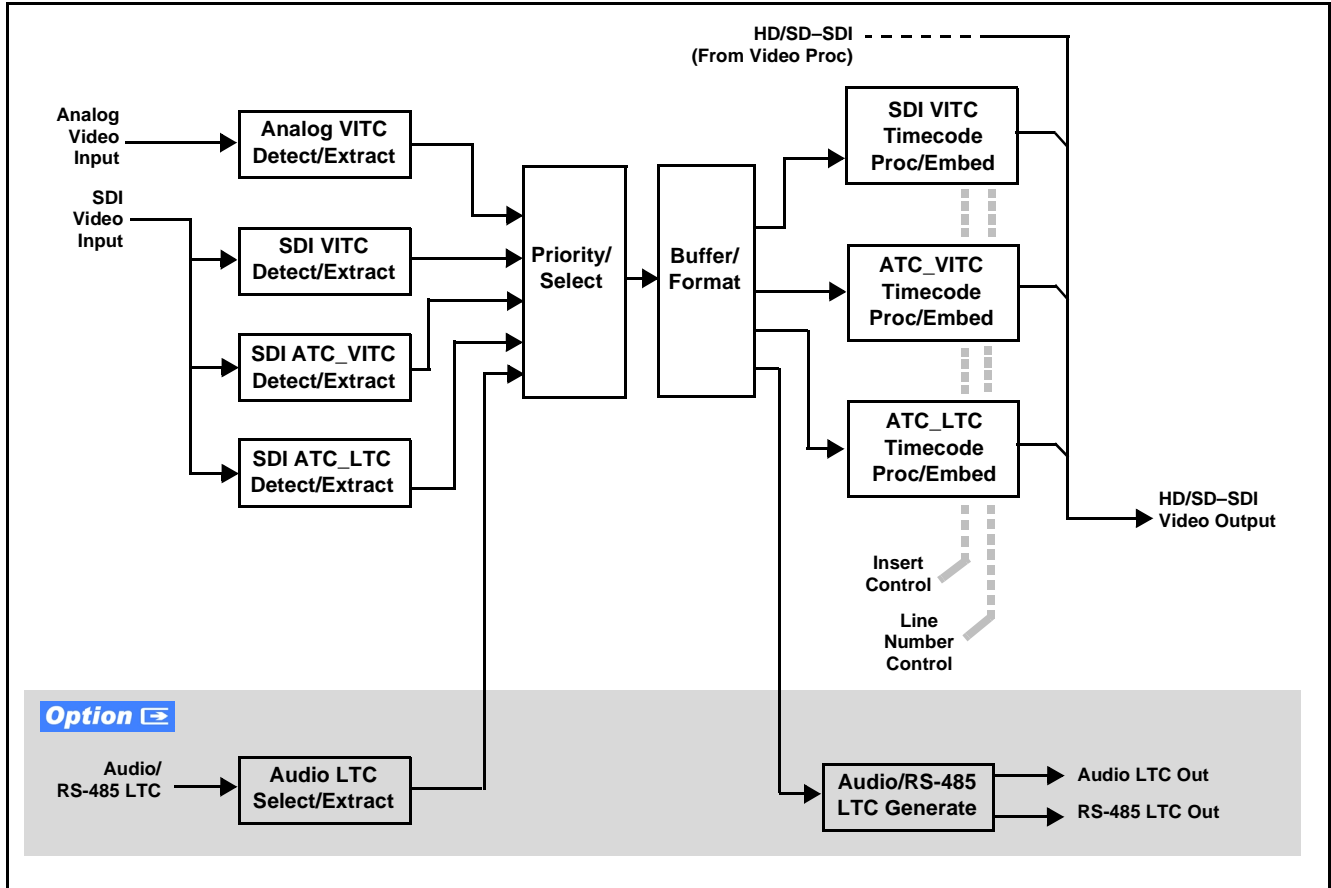 HD/SD–SDI
(From Video Proc)
Analog
Video
Input
Analog VITC
Detect/Extract
SDI
Video
Input
SDI VITC
Detect/Extract
SDI ATC_VITC
Detect/Extract
SDI ATC_LTC
Detect/Extract
Priority/
Select
Buffer/
Format
SDI VITC
Timecode
Proc/Embed
ATC_VITC
Timecode
Proc/Embed
ATC_LTC
Timecode
Proc/Embed
HD/SD–SDI
Video Output
Insert
Control
Line
Number
Control
Option
Audio/
RS-485 LTC
Audio LTC
Select/Extract
Audio/RS-485
LTC Generate
Audio LTC Out
RS-485 LTC Out